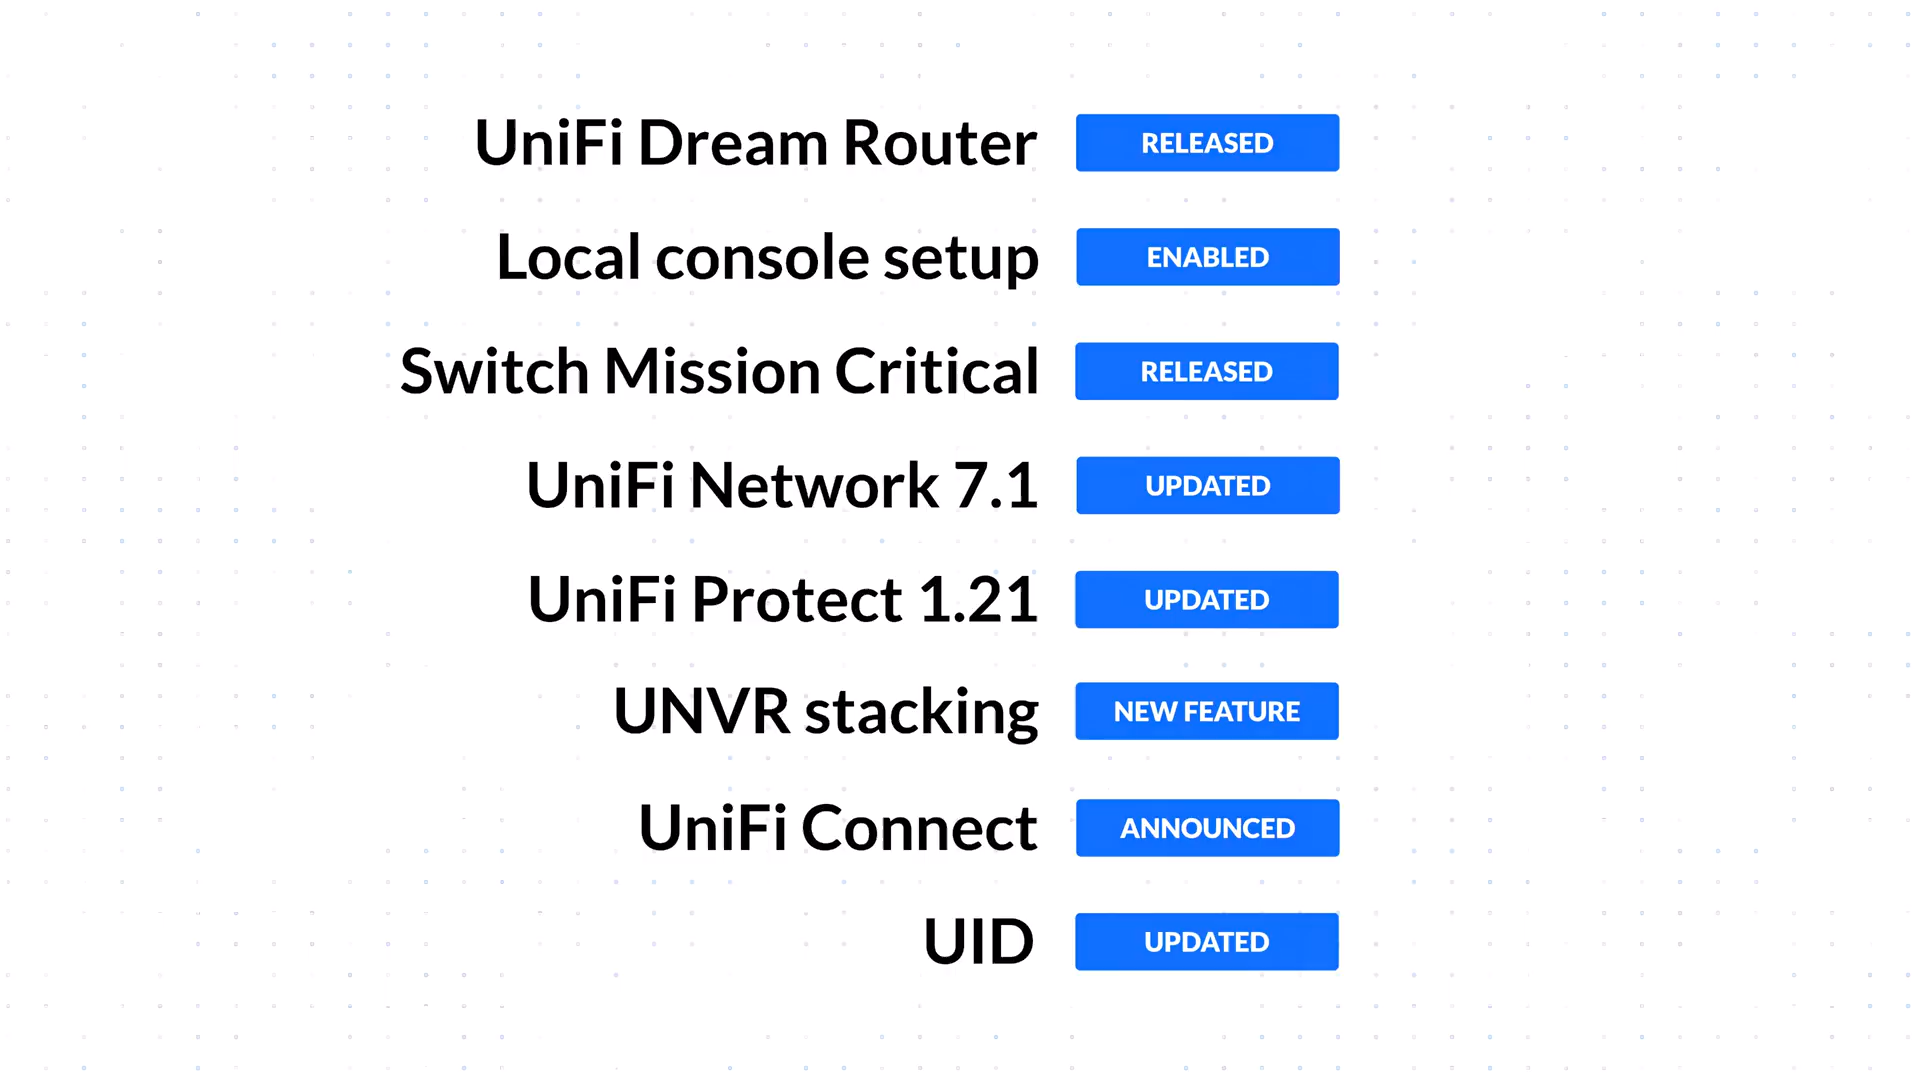 UniFi Dream Router RELEASED
Local console setup ENABLED
Switch Mission Critical RELEASED
UniFi Network 7.1 UPDATED
UniFi Protect 1.21 UPDATED
UNVR stacking NEW FEATURE
UniFi Connect ANNOUNCED
UID UPDATED